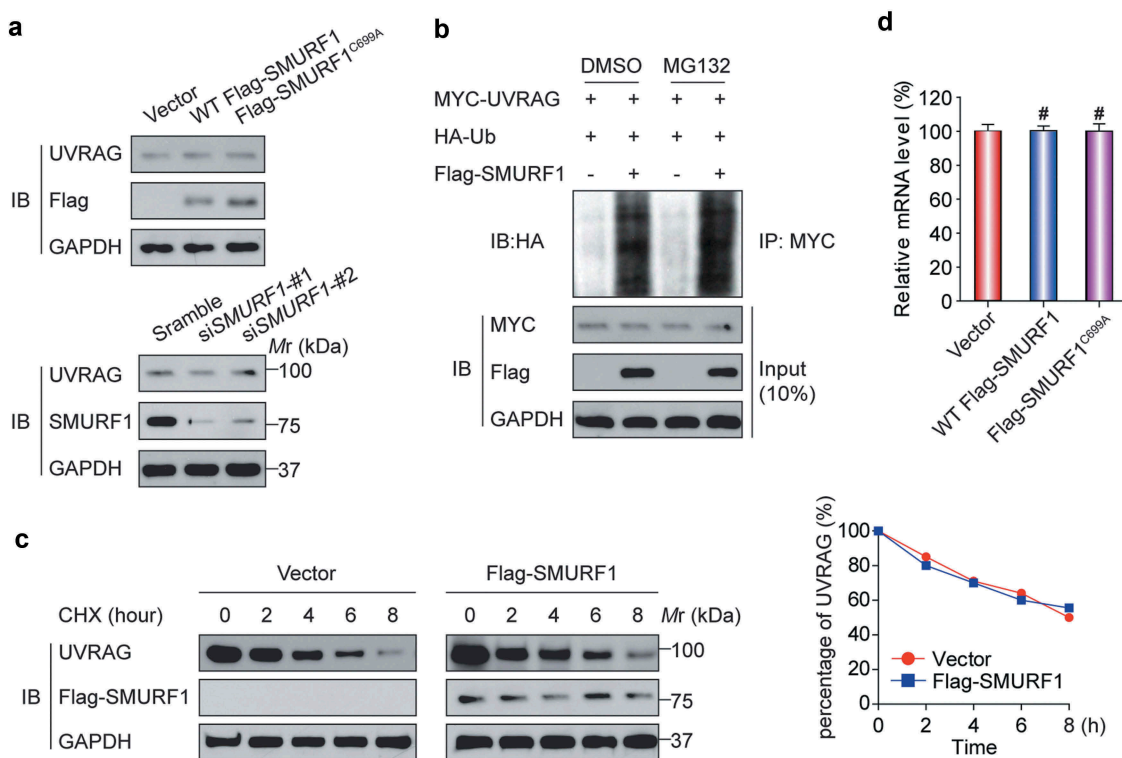 a
Vector
WT Flag-SMURF1
Flag-SMURF1C699A
IB
UVRAG
Flag
GAPDH
Sramble
siSMURF1-#1
siSMURF1-#2
Mr (kDa)
IB
UVRAG
100
SMURF1
75
GAPDH
37
b
DMSO MG132
MYC-UVRAG + + + +
HA-Ub + + + +
Flag-SMURF1 - + - +
IB:HA
IP: MYC
IB
MYC
Flag
GAPDH
Input
(10%)
d
Relative mRNA level (%)
120
100
80
60
40
20
0
# #
Vector
WT Flag-SMURF1
Flag-SMURF1C699A
c
Vector Flag-SMURF1
CHX (hour) 0 2 4 6 8 0 2 4 6 8 Mr (kDa)
IB
UVRAG
100
Flag-SMURF1
75
GAPDH
37
percentage of UVRAG (%)
100
80
60
40
20
0
Vector
Flag-SMURF1
0 2 4 6 8 (h)
Time